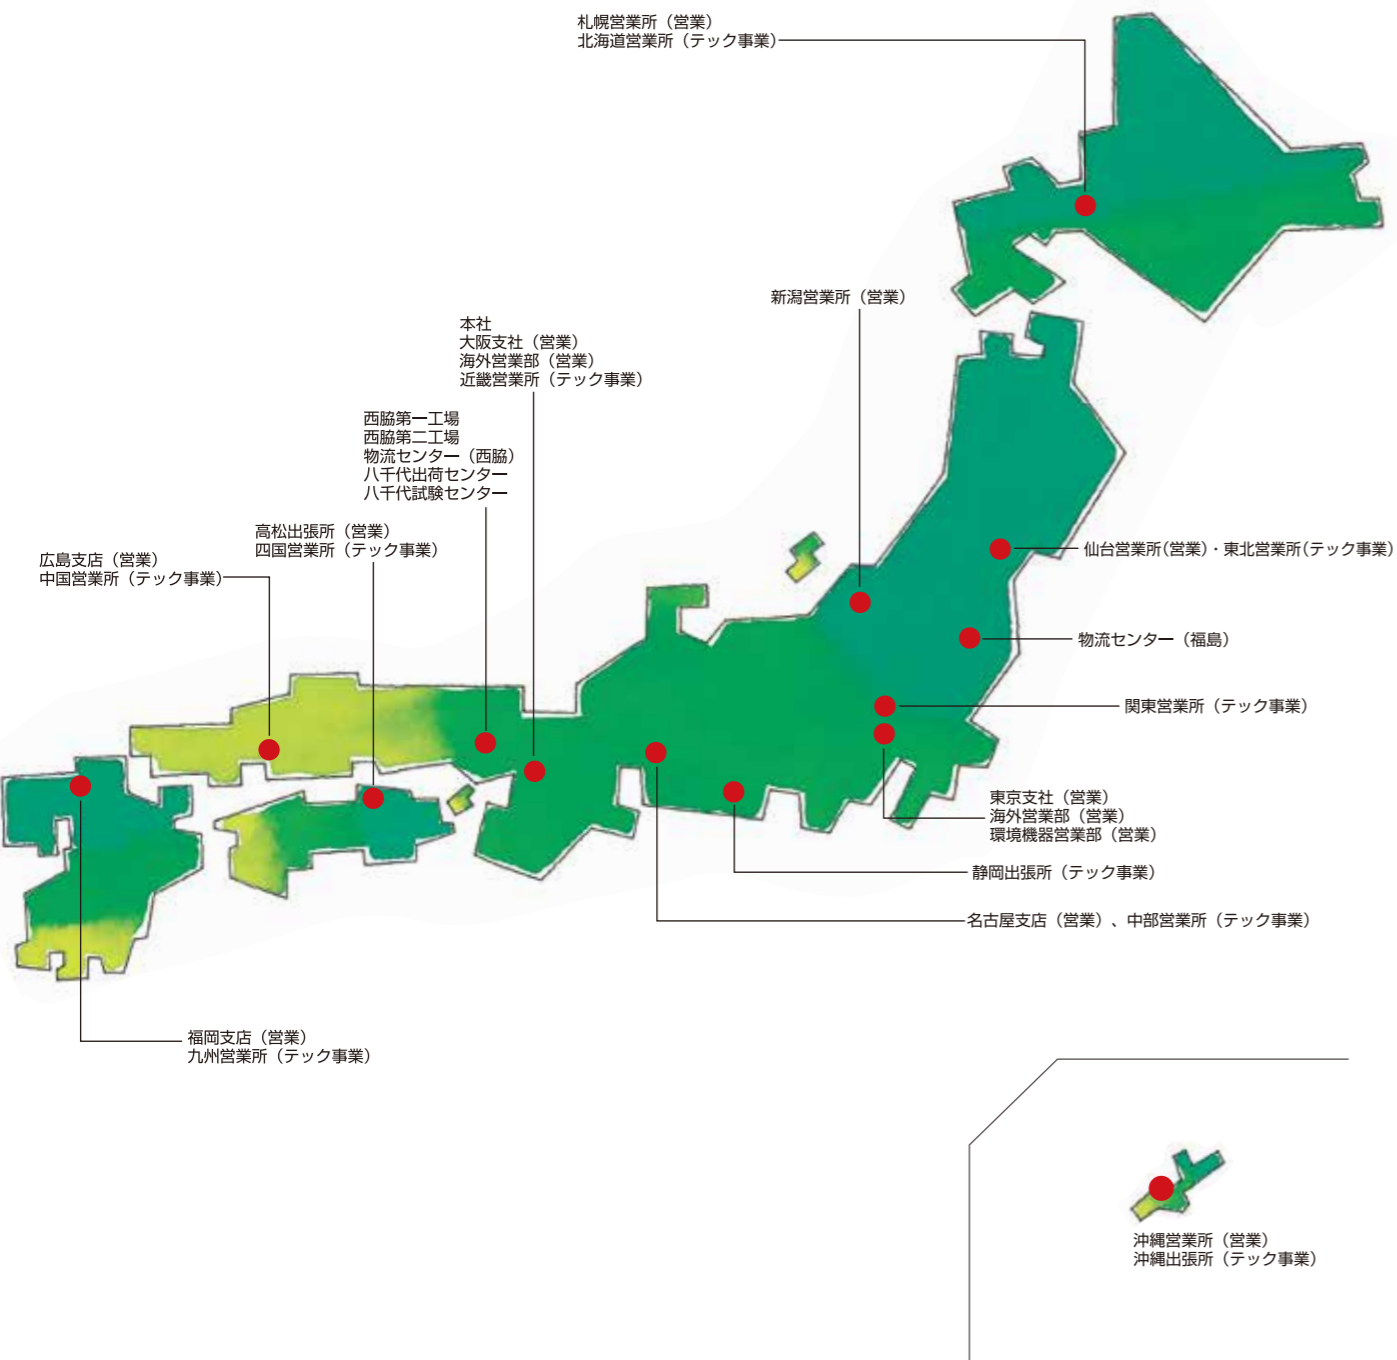 札幌営業所（営業）
北海道営業所（テック事業）
新潟営業所（営業）
本社
大阪支社（営業）
海外営業部（営業）
近畿営業所（テック事業）
西脇第一工場
西脇第二工場
物流センター（西脇）
八千代出荷センター
八千代試験センター
高松出張所（営業）
四国営業所（テック事業）
広島支店（営業）
中国営業所（テック事業）
仙台営業所(営業)・東北営業所(テック事業)
物流センター（福島）
関東営業所（テック事業）
東京支社（営業）
海外営業部（営業）
環境機器営業部（営業）
静岡出張所（テック事業）
名古屋支店（営業）、中部営業所（テック事業）
福岡支店（営業）
九州営業所（テック事業）
沖縄営業所（営業）
沖縄出張所（テック事業）